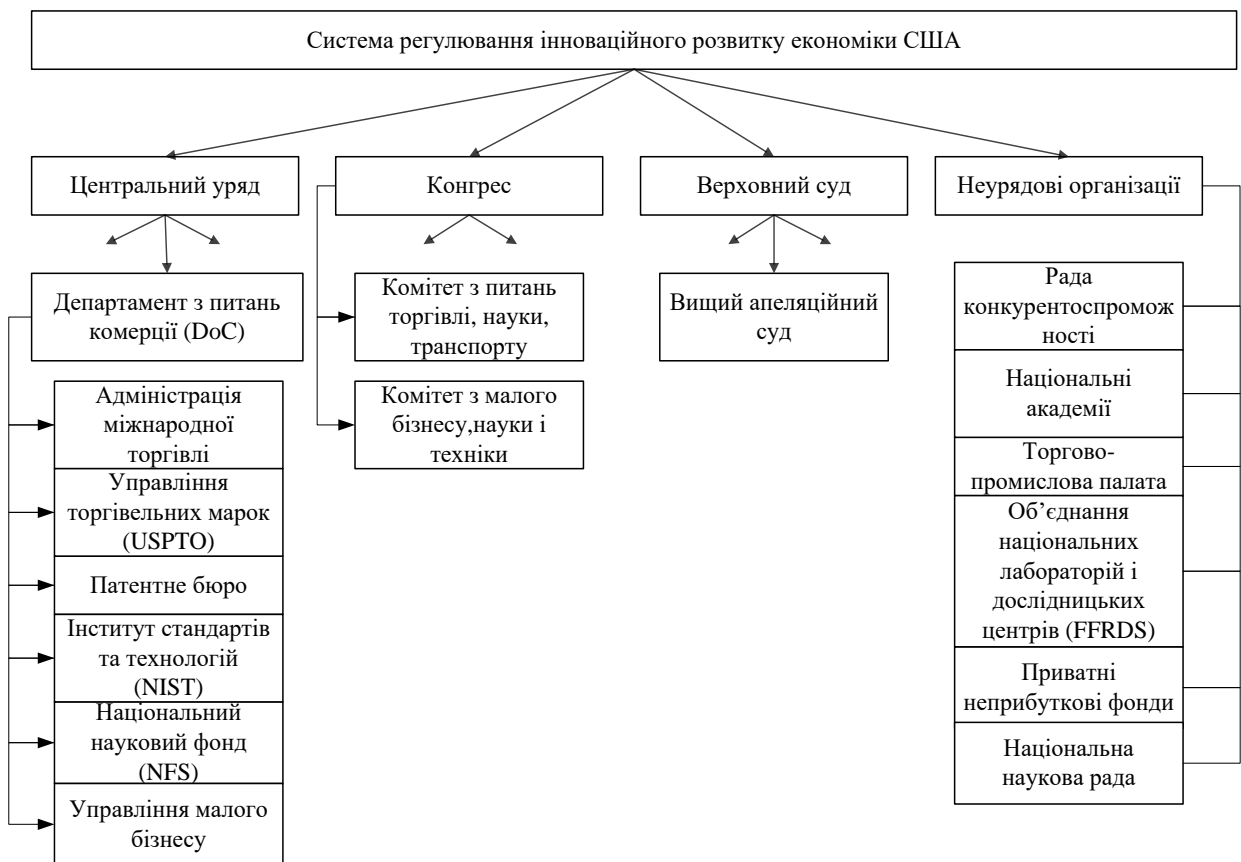 Система регулювання інноваційного розвитку економіки США
Центральний уряд
Конгрес
Верховний суд
Неурядові організації
Департамент з питань
комерції (DoC)
Комітет з питань
торгівлі, науки,
транспорту
Вищий апеляційний
суд
Рада
конкурентоспромож
ності
Національні
академії
Адміністрація
міжнародної
торгівлі
Комітет з малого
бізнесу,науки і
техніки
Торгово-
промислова палата
Управління
торгівельних марок
(USPTO)
Об’єднання
національних
лабораторій і
дослідницьких
центрів (FFRDS)
Патентне бюро
Інститут стандартів
та технологій
(NIST)
Приватні
неприбуткові фонди
Національний
науковий фонд
(NFS)
Національна
наукова рада
Управління малого
бізнесу